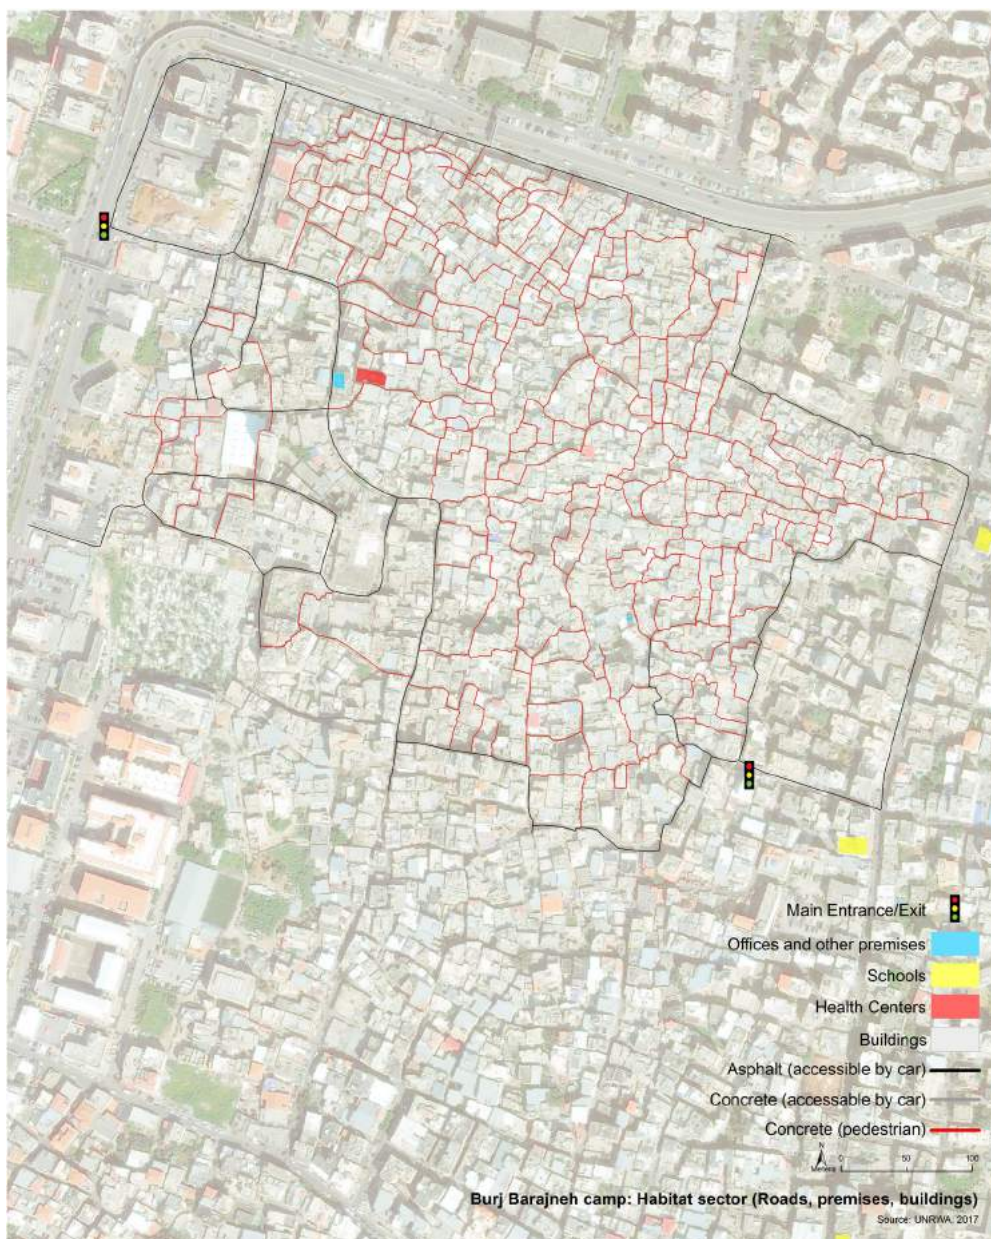 Main Entrance/Exit
Offices and other premises
Schools
Health Centers
Buildings
Asphalt (accessible by car)
Concrete (accessable by car)
Concrete (pedestrian)
N
Meters 0 50 100
Burj Barajneh camp: Habitat sector (Roads, premises, buildings)
Source: UNRWA, 2017